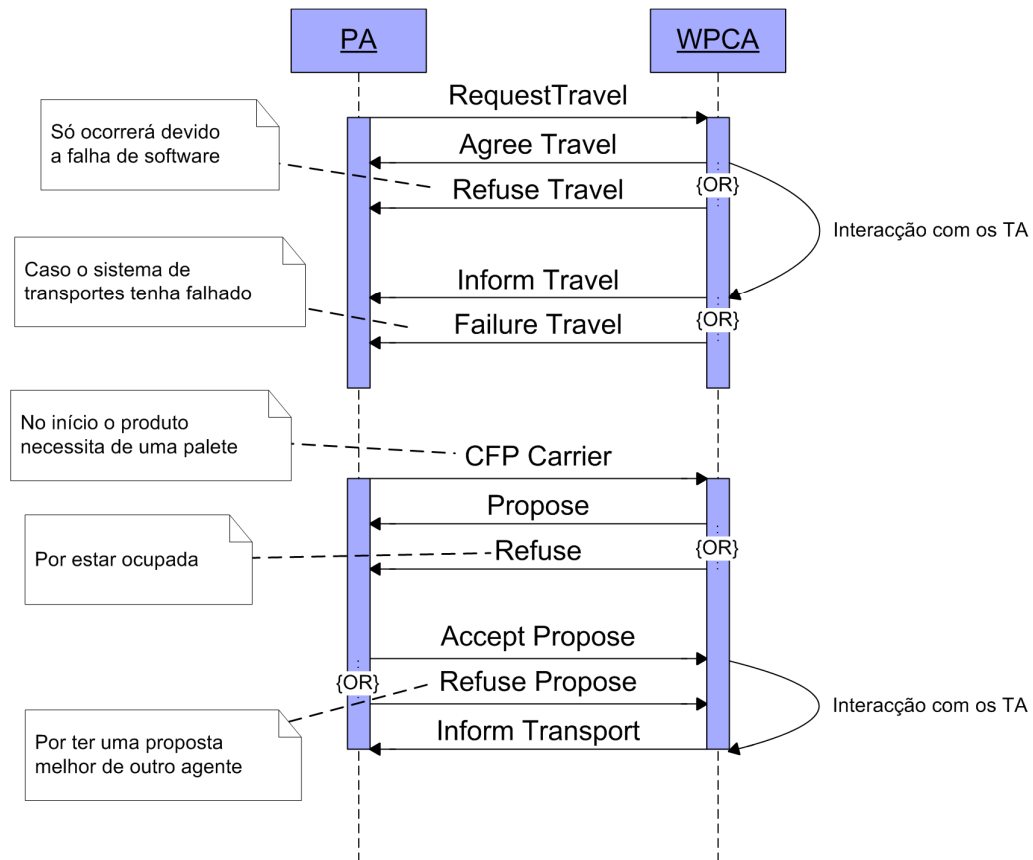 PA
WPCA
RequestTravel
Só ocorrerá devido
a falha de software
Agree Travel
{OR}
Refuse Travel
Interacção com os TA
Caso o sistema de
transportes tenha falhado
Inform Travel
{OR}
Failure Travel
No início o produto
necessita de uma palete
CFP Carrier
Propose
{OR}
Refuse
Por estar ocupada
Accept Propose
{OR}
Refuse Propose
Interacção com os TA
Inform Transport
Por ter uma proposta
melhor de outro agente